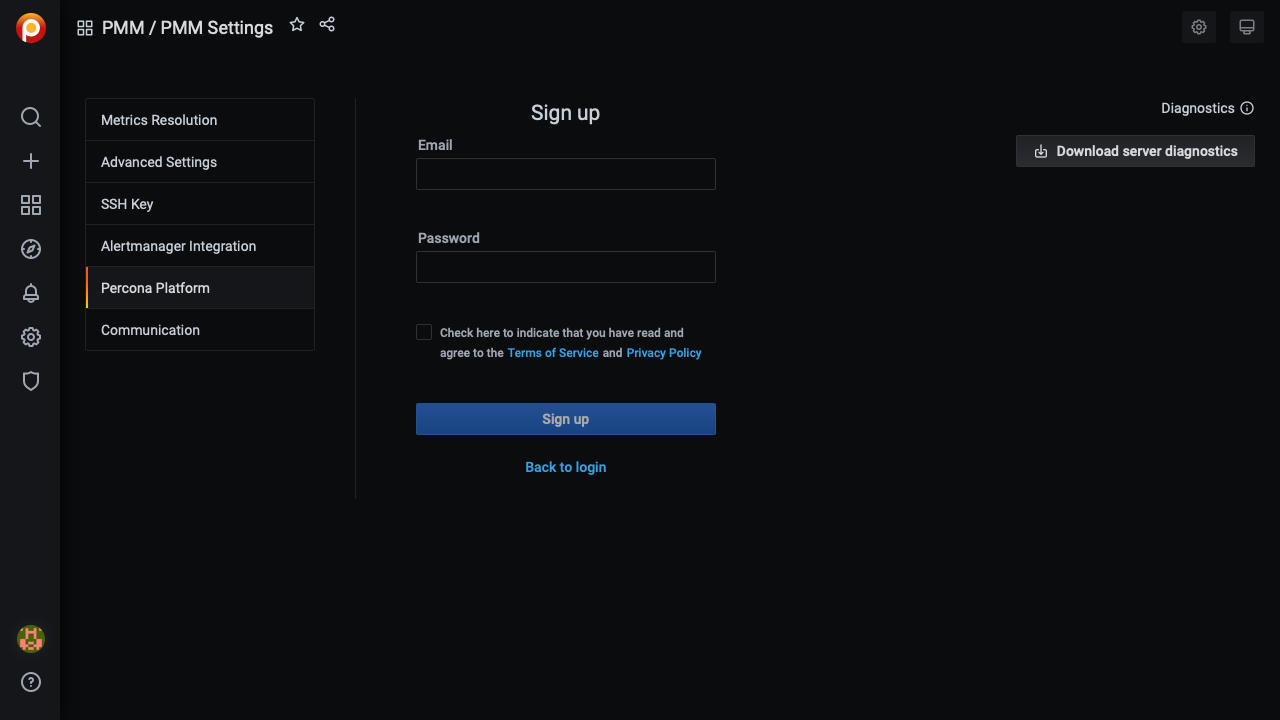 PMM / PMM Settings
Metrics Resolution
Advanced Settings
SSH Key
Alertmanager Integration
Percona Platform
Communication
Sign up
Email
Password
Check here to indicate that you have read and
agree to the Terms of Service and Privacy Policy
Sign up
Back to login
Diagnostics
Download server diagnostics